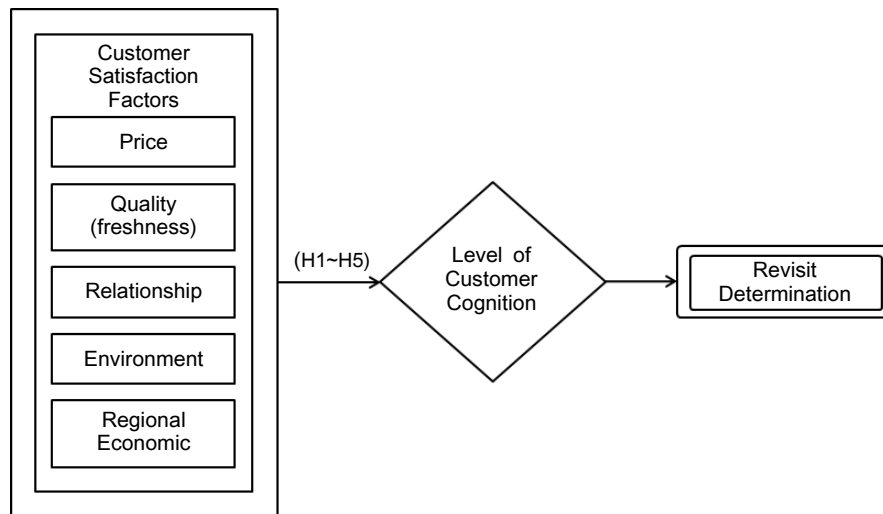 Customer
Satisfaction
Factors
Price
Quality
(freshness)
Relationship
Environment
Regional
Economic
(H1~H5)
Level of
Customer
Cognition
Revisit
Determination